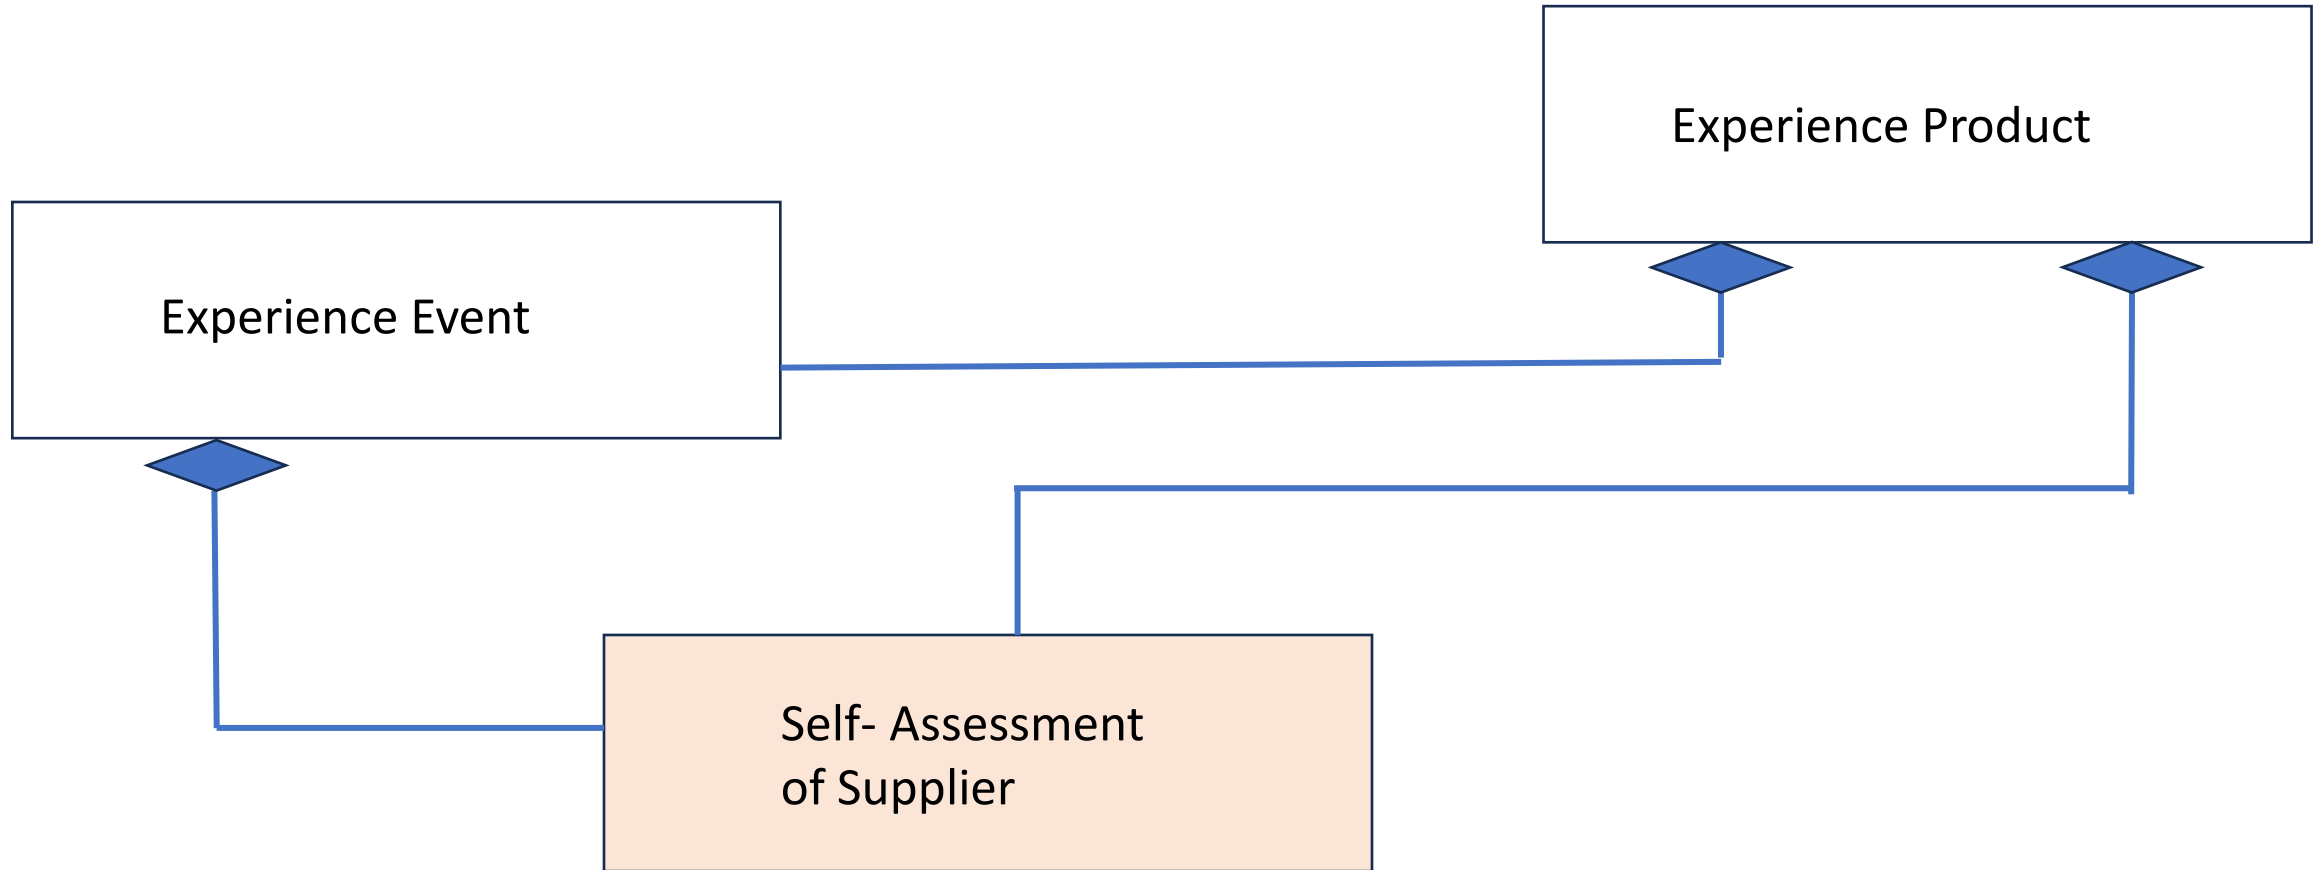 Experience Product
Experience Event
Self- Assessment
of Supplier